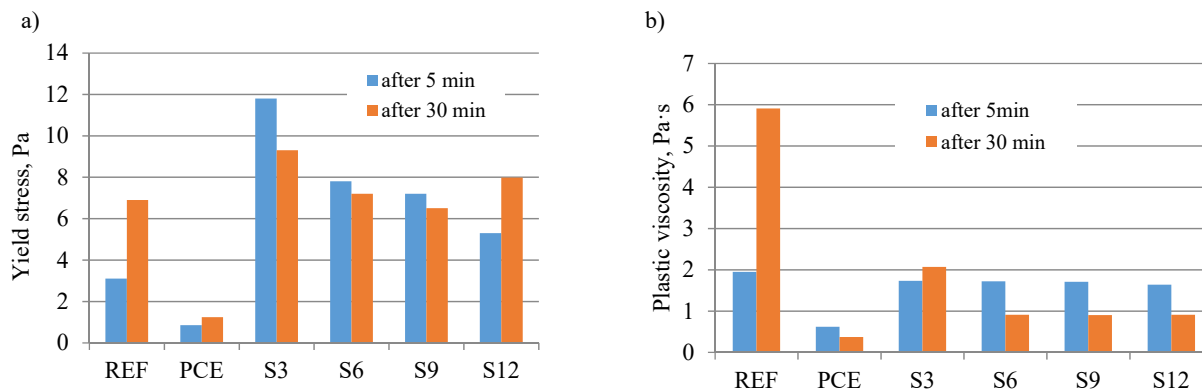 a)
14
12
10
8
6
4
2
0
Yield stress, Pa
after 5 min
after 30 min
REF PCE S3 S6 S9 S12
b)
7
6
5
4
3
2
1
0
Plastic viscosity, Pa·s
after 5min
after 30 min
REF PCE S3 S6 S9 S12